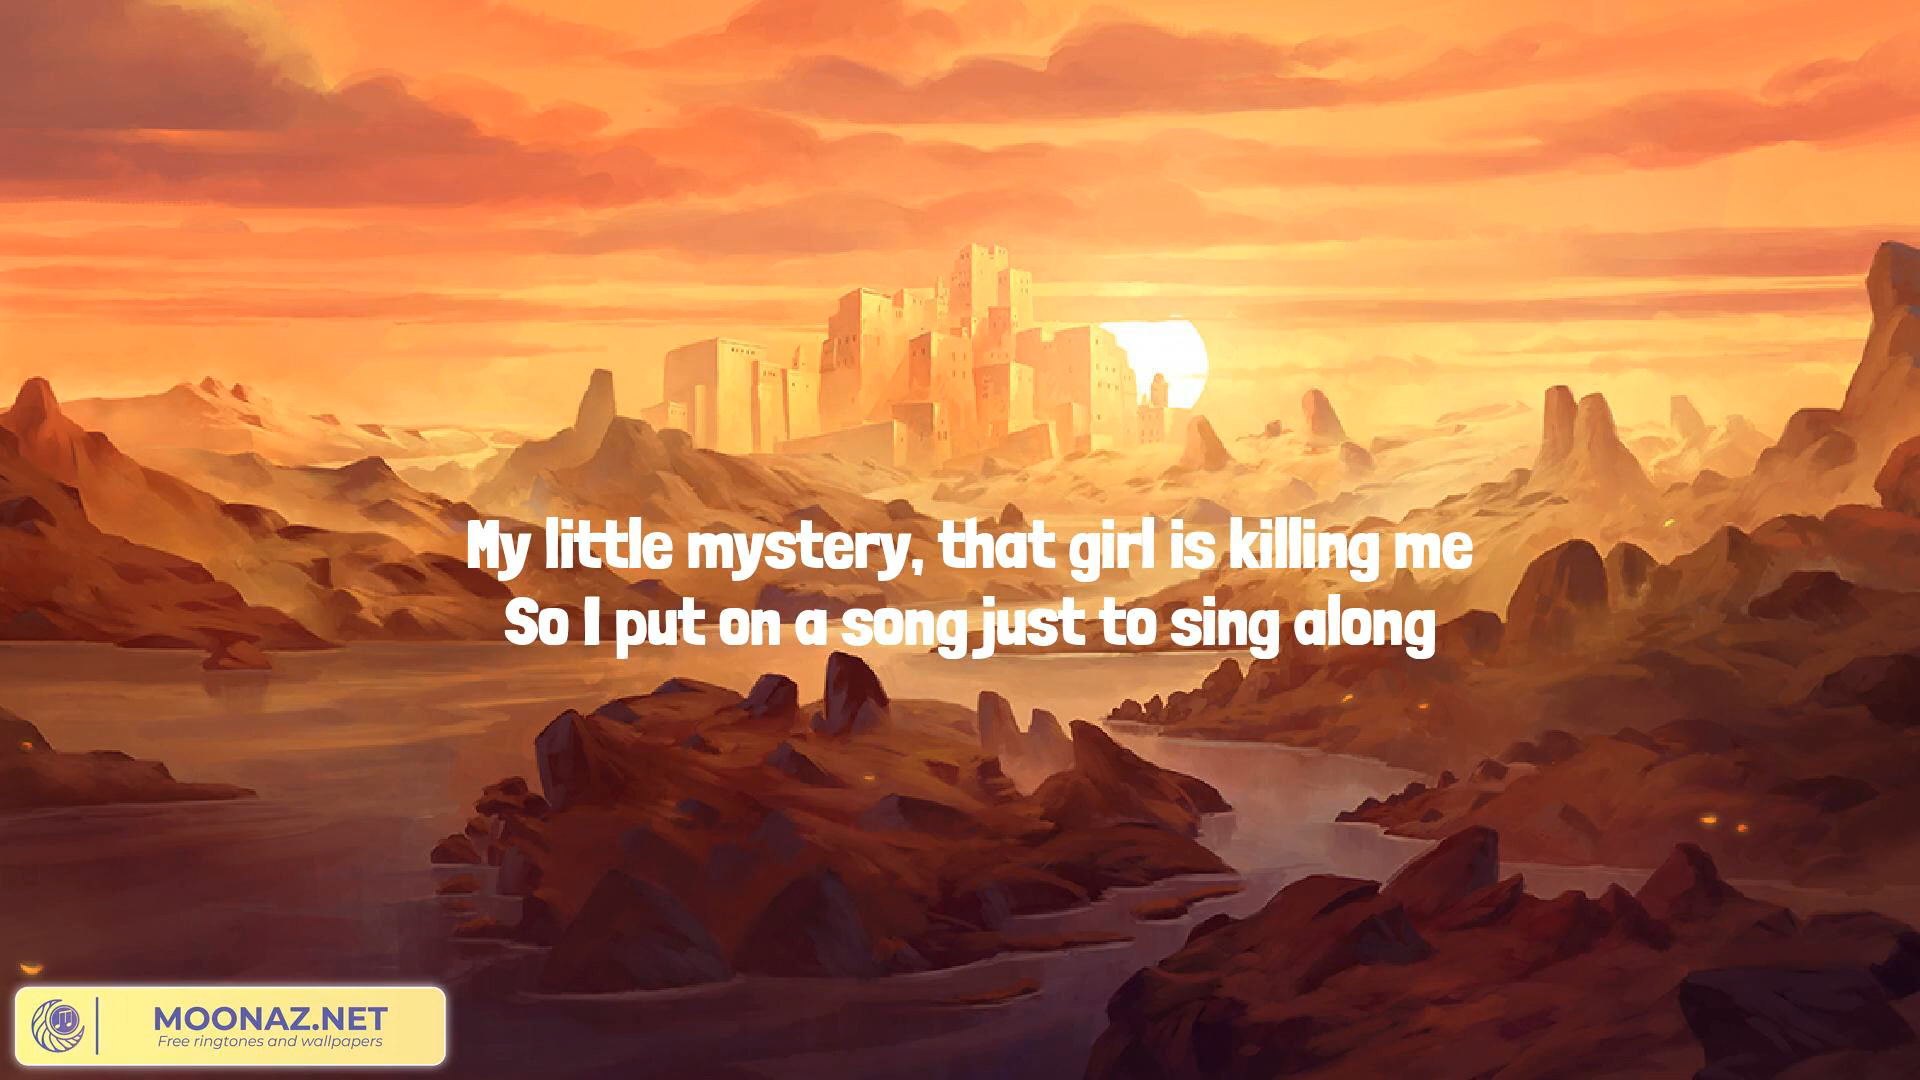 My little mystery, that girl is killing me
So I put on a song just to sing along
MOONAZ.NET
Free ringtones and wallpapers